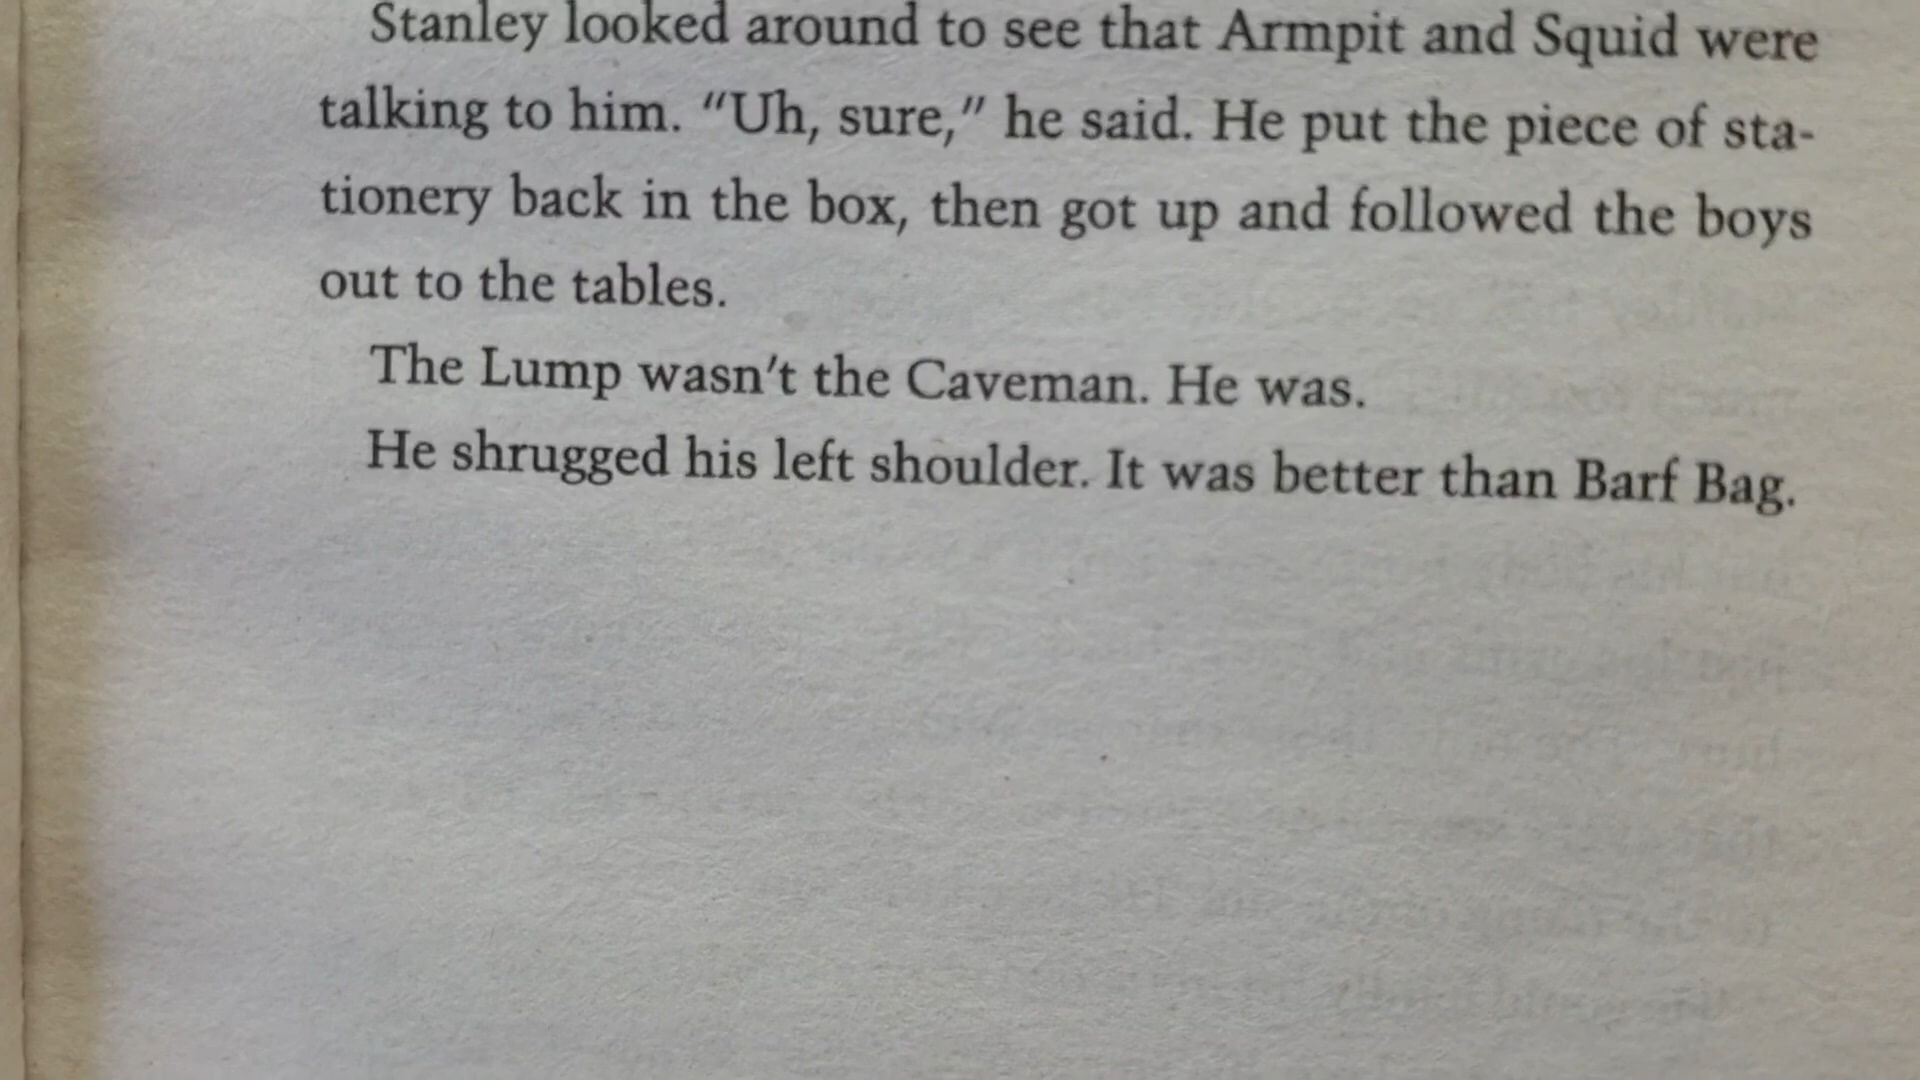 Stanley looked around to see that Armpit and Squid were
talking to him. “Uh, sure,” he said. He put the piece of sta-
tionery back in the box, then got up and followed the boys
out to the tables.
The Lump wasn’t the Caveman. He was.
He shrugged his left shoulder. It was better than Barf Bag.